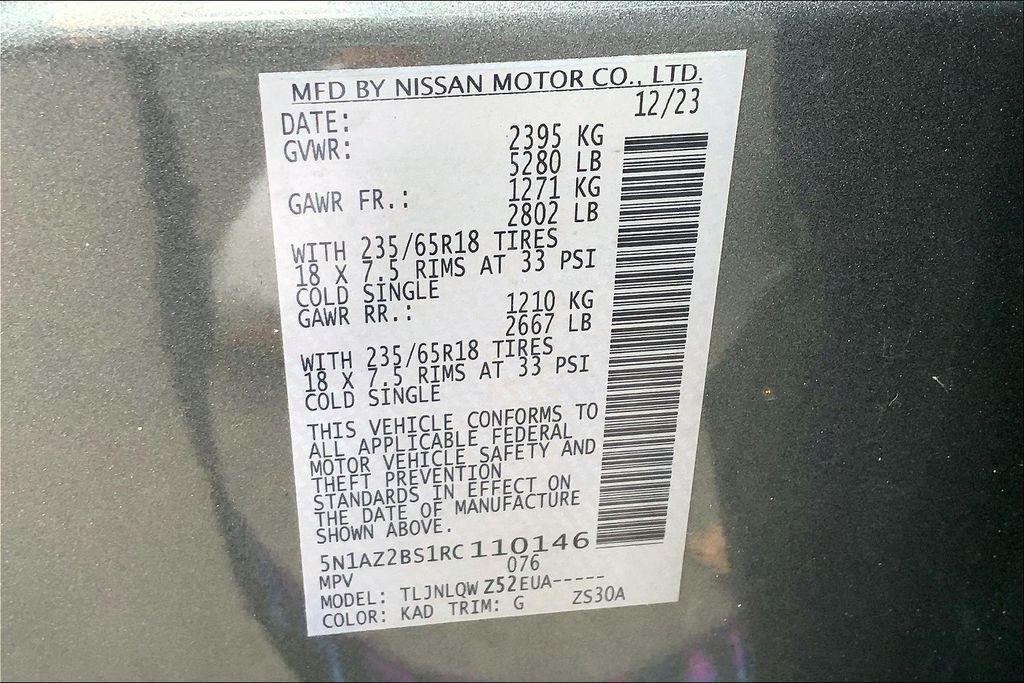 MFD BY NISSAN MOTOR CO., LTD.
DATE: 12/23
GVWR: 2395 KG
5280 LB
GAWR FR.: 1271 KG
2802 LB
WITH 235/65R18 TIRES
18 X 7.5 RIMS AT 33 PSI
COLD SINGLE
GAWR RR.: 1210 KG
2667 LB
WITH 235/65R18 TIRES
18 X 7.5 RIMS AT 33 PSI
COLD SINGLE
THIS VEHICLE CONFORMS TO
ALL APPLICABLE FEDERAL
MOTOR VEHICLE SAFETY AND
THEFT PREVENTION
STANDARDS IN EFFECT ON
THE DATE OF MANUFACTURE
SHOWN ABOVE.
5N1AZ2BS1RC 110146
MPV 076
MODEL: TLJNLQW Z52EUA-----
COLOR: KAD TRIM: G ZS30A